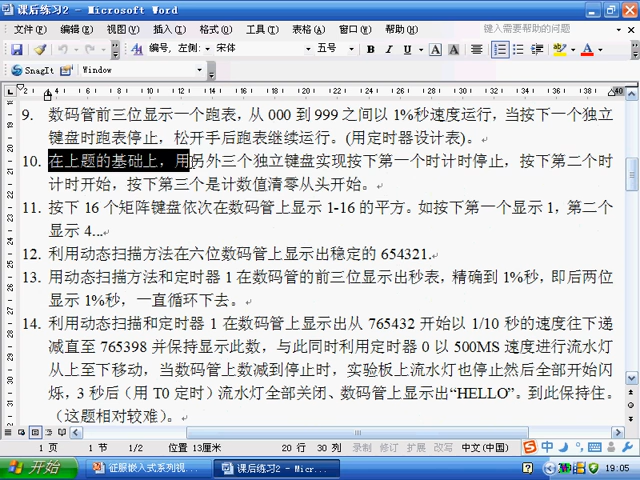 课后练习2 - Microsoft Word
文件(F) 编辑(E) 视图(V) 插入(I) 格式(O) 工具(T) 表格(A) 窗口(W) 帮助(H) 键入需要帮助的问题
编号, 左侧: 宋体 五号 B I U A A
SnagIt Window
9. 数码管前三位显示一个跑表，从 000 到 999 之间以 1%秒速度运行，当按下一个独立
键盘时跑表停止，松开手后跑表继续运行。(用定时器设计表)。
10. 在上题的基础上，用另外三个独立键盘实现按下第一个时计时停止，按下第二个时
计时开始，按下第三个是计数值清零从头开始。
11. 按下 16 个矩阵键盘依次在数码管上显示 1-16 的平方。如按下第一个显示 1，第二个
显示 4...
12. 利用动态扫描方法在六位数码管上显示出稳定的 654321.
13. 用动态扫描方法和定时器 1 在数码管的前三位显示出秒表，精确到 1%秒，即后两位
显示 1%秒，一直循环下去。
14. 利用动态扫描和定时器 1 在数码管上显示出从 765432 开始以 1/10 秒的速度往下递
减直至 765398 并保持显示此数，与此同时利用定时器 0 以 500MS 速度进行流水灯
从上至下移动，当数码管上数减到停止时，实验板上流水灯也停止然后全部开始闪
烁，3 秒后（用 T0 定时）流水灯全部关闭、数码管上显示出“HELLO”。到此保持住。
（这题相对较难）。
1 页 1 节 1/2 位置 13厘米 20 行 30 列 录制 修订 扩展 改写 中文(中国)
开始 征服嵌入式系列视... 课后练习2 - Micr... 19:05